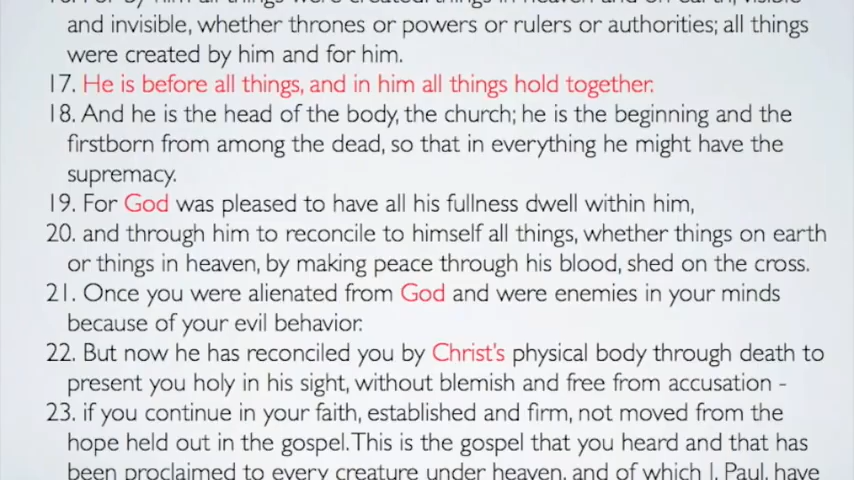 and invisible, whether thrones or powers or rulers or authorities; all things
were created by him and for him.
17. He is before all things, and in him all things hold together.
18. And he is the head of the body, the church; he is the beginning and the
firstborn from among the dead, so that in everything he might have the
supremacy.
19. For God was pleased to have all his fullness dwell within him,
20. and through him to reconcile to himself all things, whether things on earth
or things in heaven, by making peace through his blood, shed on the cross.
21. Once you were alienated from God and were enemies in your minds
because of your evil behavior.
22. But now he has reconciled you by Christ's physical body through death to
present you holy in his sight, without blemish and free from accusation -
23. if you continue in your faith, established and firm, not moved from the
hope held out in the gospel. This is the gospel that you heard and that has
been proclaimed to every creature under heaven, and of which I, Paul, have